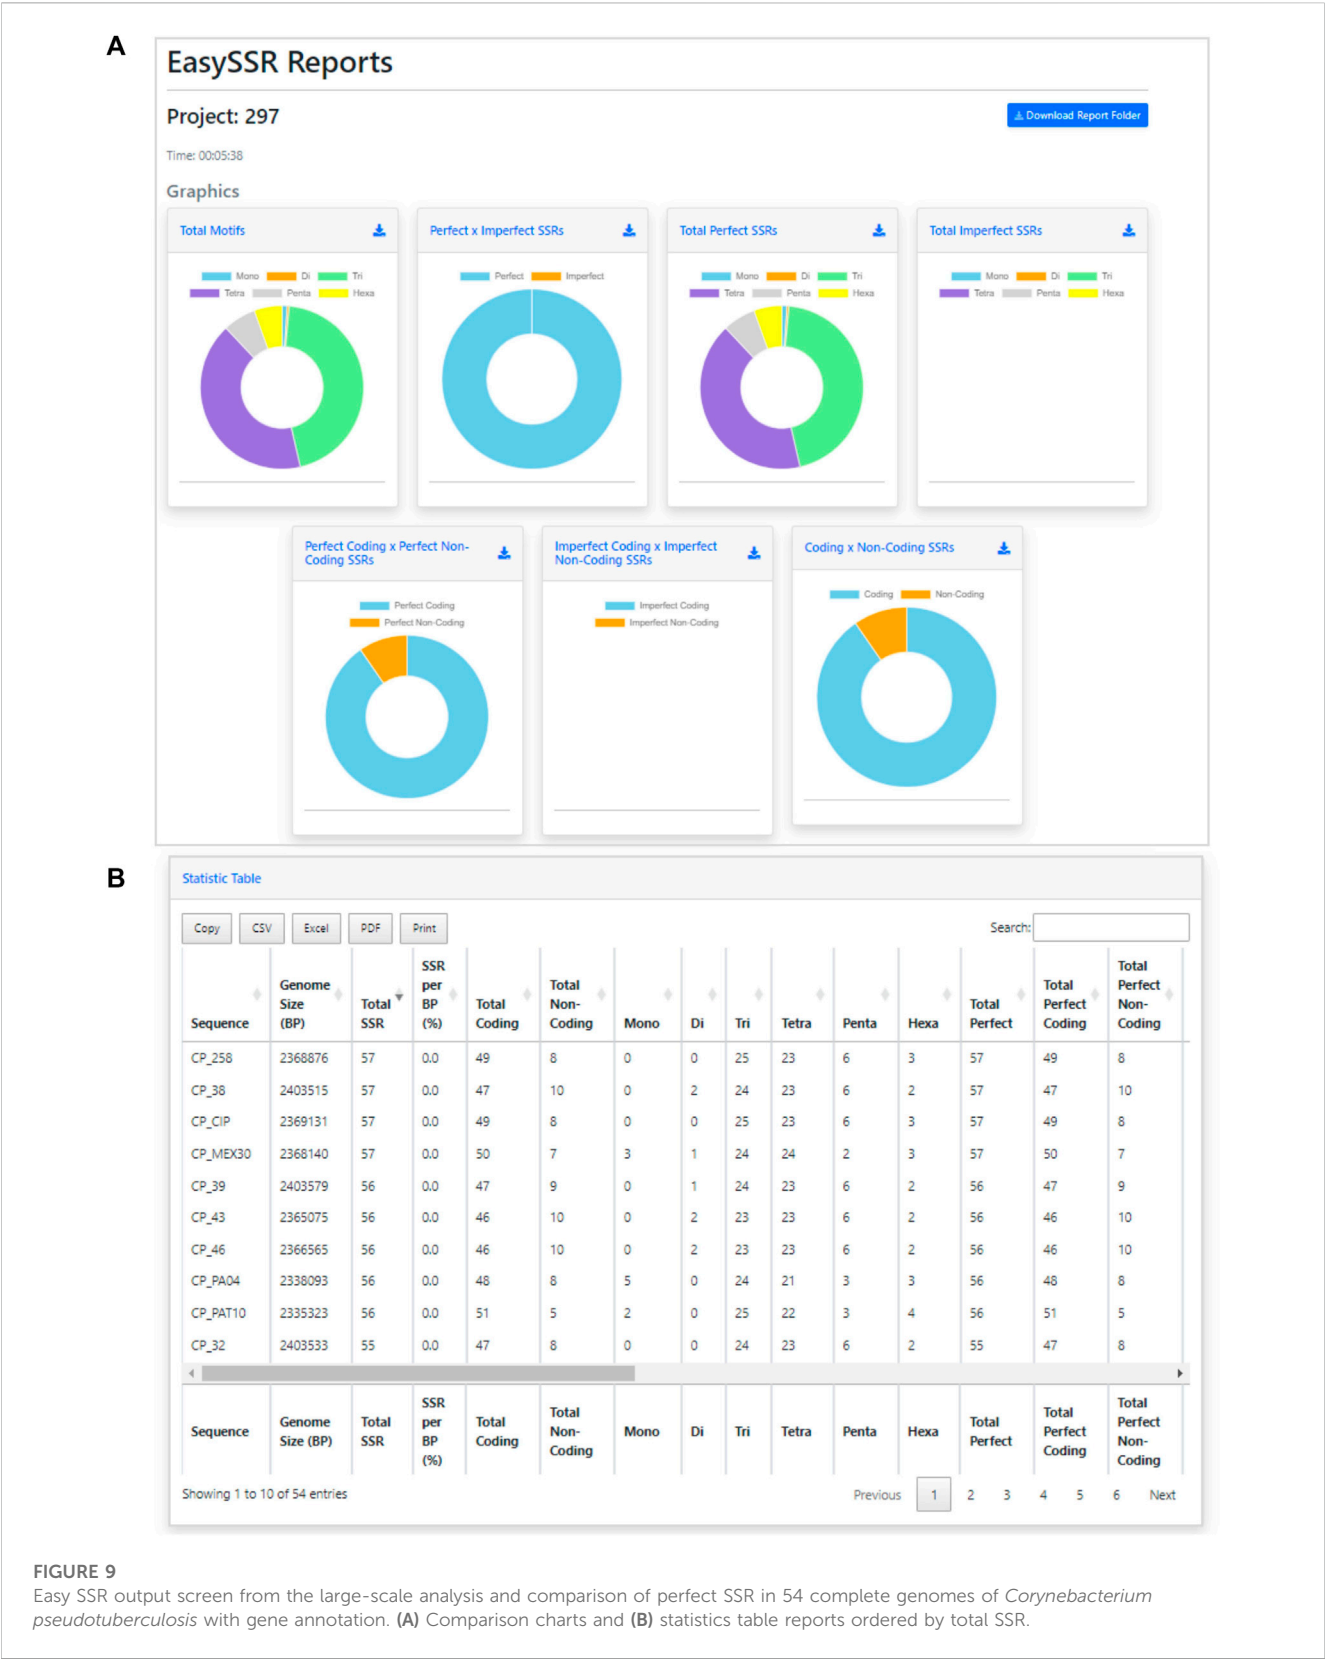 A
EasySSR Reports
Project: 297
Download Report Folder
Time: 00:05:38
Graphics
Total Motifs
Mono Di Tri
Tetra Penta Hexa
Perfect x Imperfect SSRs
Perfect Imperfect
Total Perfect SSRs
Mono Di Tri
Tetra Penta Hexa
Total Imperfect SSRs
Mono Di Tri
Tetra Penta Hexa
Perfect Coding x Perfect Non-
Coding SSRs
Perfect Coding
Perfect Non-Coding
Imperfect Coding x Imperfect
Non-Coding SSRs
Imperfect Coding
Imperfect Non-Coding
Coding x Non-Coding SSRs
Coding Non-Coding
B
Statistic Table
Copy CSV Excel PDF Print
Search:
Sequence
Genome
Size
(BP)
Total
SSR
SSR
per
BP
(%)
Total
Coding
Total
Non-
Coding
Mono
Di
Tri
Tetra
Penta
Hexa
Total
Perfect
Total
Perfect
Coding
Total
Perfect
Non-
Coding
CP_258 2368876 57 0.0 49 8 0 0 25 23 6 3 57 49 8
CP_38 2403515 57 0.0 47 10 0 2 24 23 6 2 57 47 10
CP_CIP 2369131 57 0.0 49 8 0 0 25 23 6 3 57 49 8
CP_MEX30 2368140 57 0.0 50 7 3 1 24 24 2 3 57 50 7
CP_39 2403579 56 0.0 47 9 0 1 24 23 6 2 56 47 9
CP_43 2365075 56 0.0 46 10 0 2 23 23 6 2 56 46 10
CP_46 2366565 56 0.0 46 10 0 2 23 23 6 2 56 46 10
CP_PA04 2338093 56 0.0 48 8 5 0 24 21 3 3 56 48 8
CP_PAT10 2335323 56 0.0 51 5 2 0 25 22 3 4 56 51 5
CP_32 2403533 55 0.0 47 8 0 0 24 23 6 2 55 47 8
Sequence
Genome
Size (BP)
Total
SSR
SSR
per
BP
(%)
Total
Coding
Total
Non-
Coding
Mono
Di
Tri
Tetra
Penta
Hexa
Total
Perfect
Total
Perfect
Coding
Total
Perfect
Non-
Coding
Showing 1 to 10 of 54 entries
Previous 1 2 3 4 5 6 Next
FIGURE 9
Easy SSR output screen from the large-scale analysis and comparison of perfect SSR in 54 complete genomes of Corynebacterium
pseudotuberculosis with gene annotation. (A) Comparison charts and (B) statistics table reports ordered by total SSR.